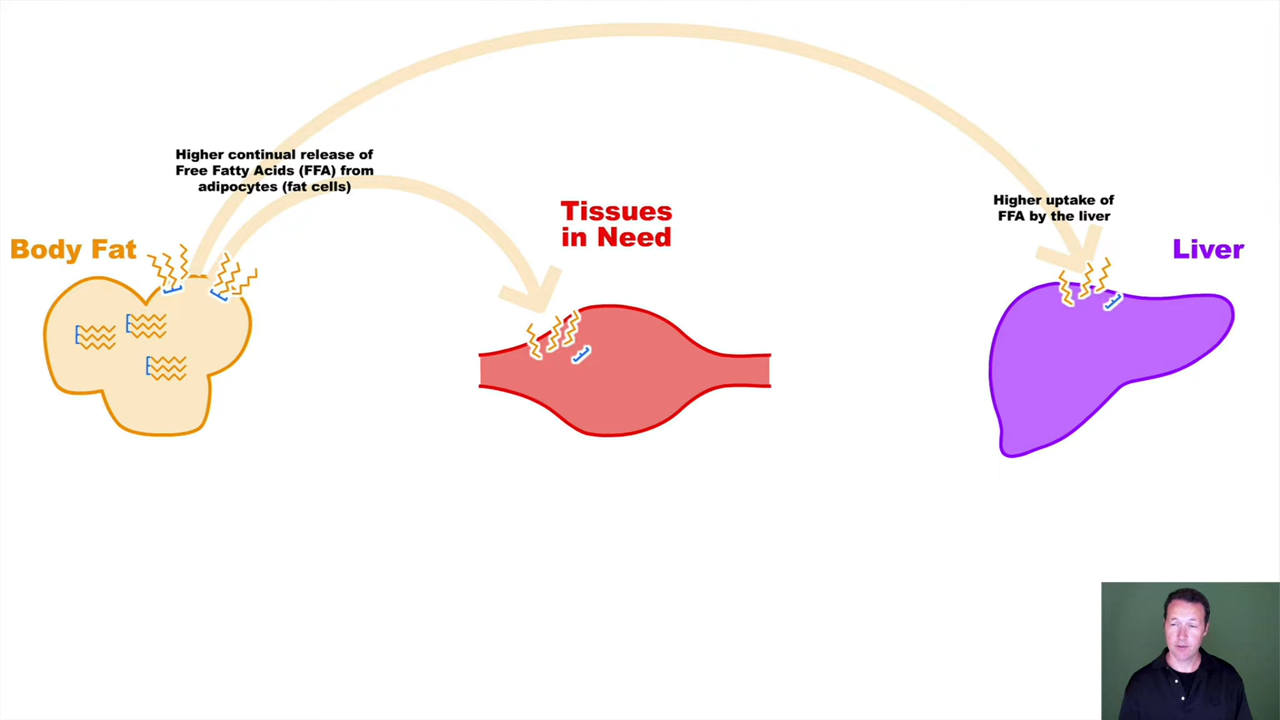 Higher continual release of
Free Fatty Acids (FFA) from
adipocytes (fat cells)
Body Fat
Tissues
in Need
Higher uptake of
FFA by the liver
Liver